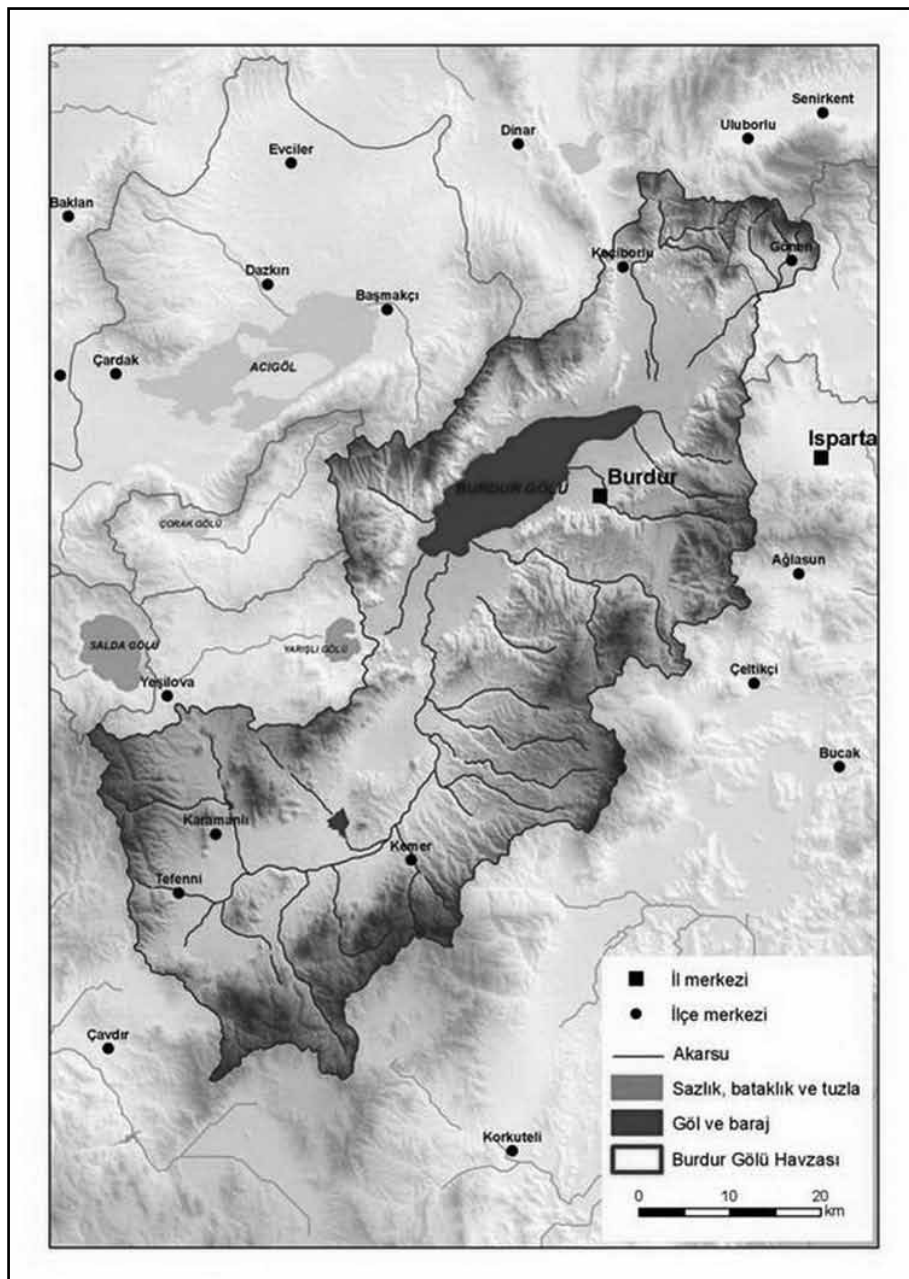 Senirkent
Uluborlu
Dinar
Evciler
Baklan
Gönen
Keçiborlu
Dazkırı
Başmakçı
Çardak
ACIGÖL
Isparta
Burdur
BURDUR GÖLÜ
ÇORAK GÖLÜ
Ağlasun
SALDA GÖLÜ
YARIŞLI GÖLÜ
Yeşilova
Çeltikçi
Bucak
Karamanlı
Kemer
Tefenni
Çavdır
Korkuteli
İl merkezi
İlçe merkezi
Akarsu
Sazlık, bataklık ve tuzla
Göl ve baraj
Burdur Gölü Havzası
0 10 20
km